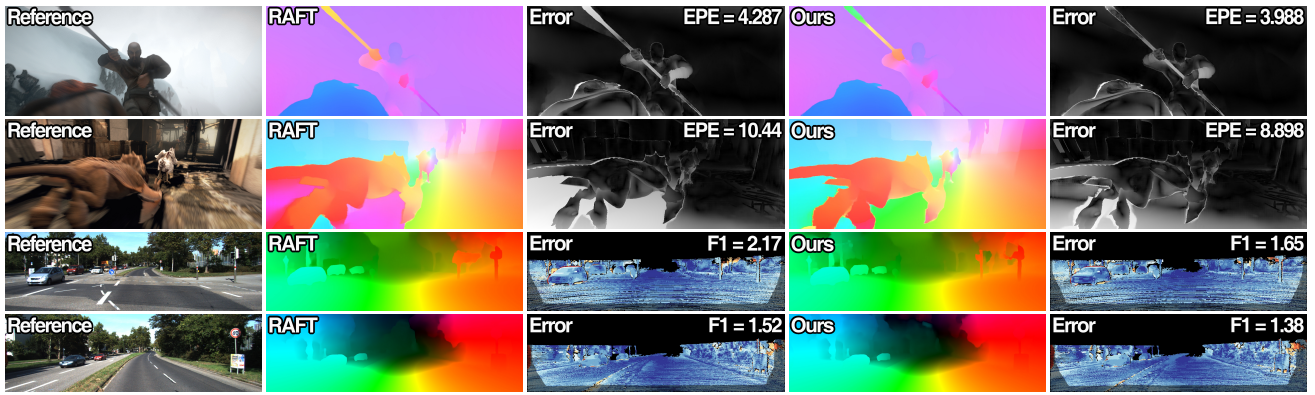 Reference RAFT Error EPE = 4.287 Ours Error EPE = 3.988
Reference RAFT Error EPE = 10.44 Ours Error EPE = 8.898
Reference RAFT Error F1 = 2.17 Ours Error F1 = 1.65
Reference RAFT Error F1 = 1.52 Ours Error F1 = 1.38